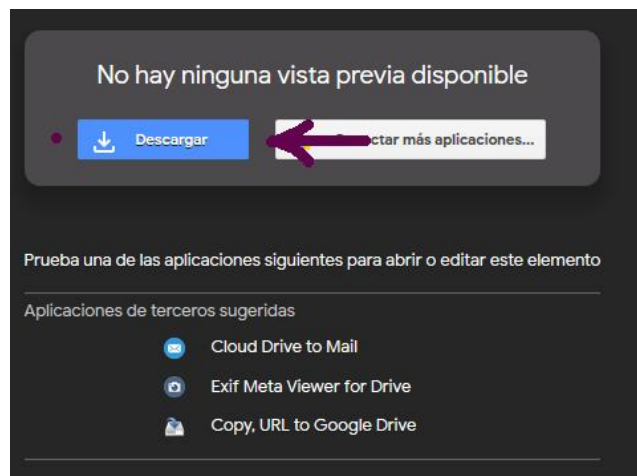 No hay ninguna vista previa disponible
Descargar
más aplicaciones...
Prueba una de las aplicaciones siguientes para abrir o editar este elemento
Aplicaciones de terceros sugeridas
Cloud Drive to Mail
Exif Meta Viewer for Drive
Copy, URL to Google Drive